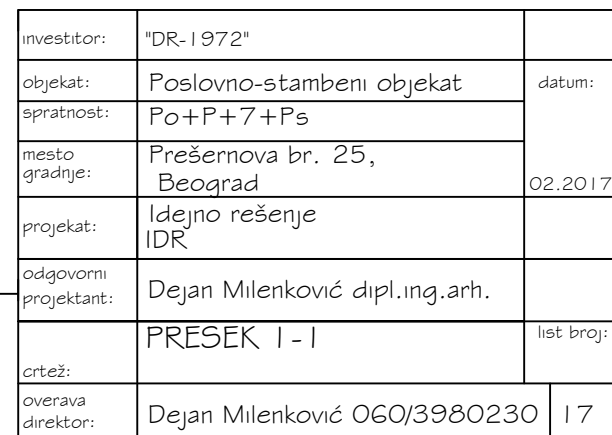 investitor: "DR-1972"
objekat: Poslovno-stambeni objekat datum:
spratnost: Po+P+7+Ps
mesto gradnje: Prešernova br. 25,
Beograd 02.2017
projekat: Idejno rešenje
IDR
odgovorni projektant: Dejan Milenković dipl.ing.arh.
crtež: PRESEK 1-1 list broj:
overava direktor: Dejan Milenković 060/3980230 17